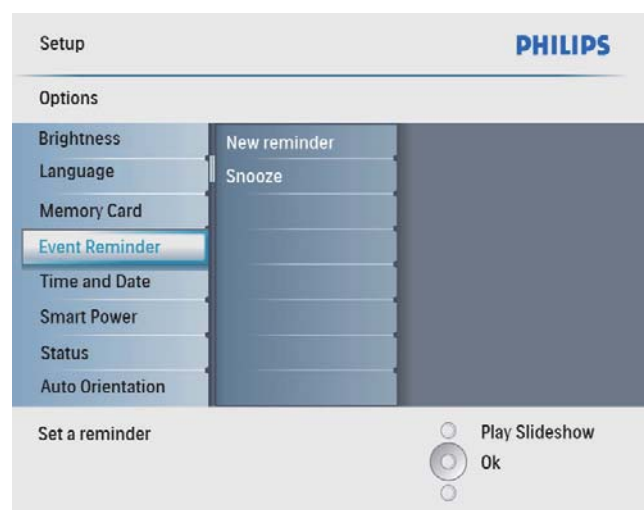 Setup
PHILIPS
Options
Brightness
Language
Memory Card
Event Reminder
Time and Date
Smart Power
Status
Auto Orientation
New reminder
Snooze
Set a reminder
Play Slideshow
Ok